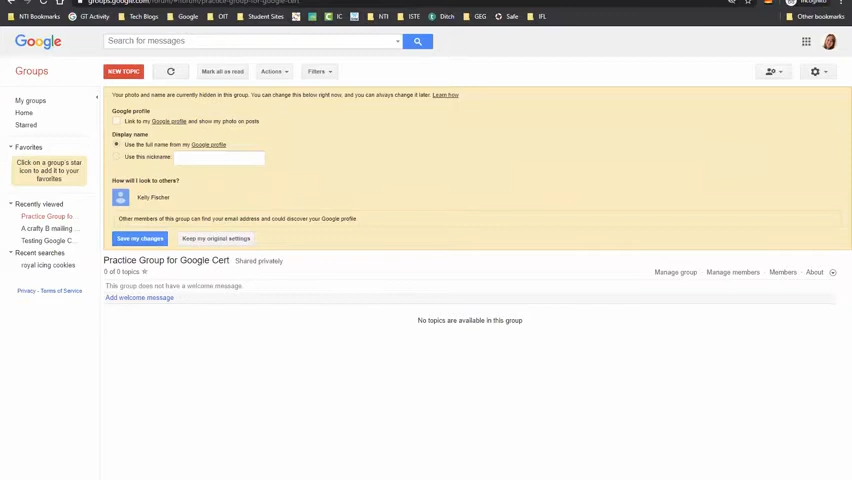 groups.google.com/forum/#!forum/practice-group-for-google-cert
Incognito
NTI Bookmarks GT Activity Tech Blogs OIT Student Sites IC NTI ISTE Ditch GEG Safe IFL Other bookmarks
Google Search for messages
Groups NEW TOPIC Mark all as read Actions Filters
My groups
Home
Starred
Favorites
Click on a group's star
icon to add it to your
favorites
Recently viewed
Practice Group fo...
A crafty B mailing ...
Testing Google C...
Recent searches
royal icing cookies
Privacy - Terms of Service
Your photo and name are currently hidden in this group. You can change this below right now, and you can always change it later. Learn how
Google profile
Link to my Google profile and show my photo on posts
Display name
Use the full name from my Google profile
Use this nickname:
How will I look to others?
Kelly Fischer
Other members of this group can find your email address and could discover your Google profile
Save my changes Keep my original settings
Practice Group for Google Cert Shared privately
0 of 0 topics
Manage group · Manage members · Members · About
This group does not have a welcome message.
Add welcome message
No topics are available in this group